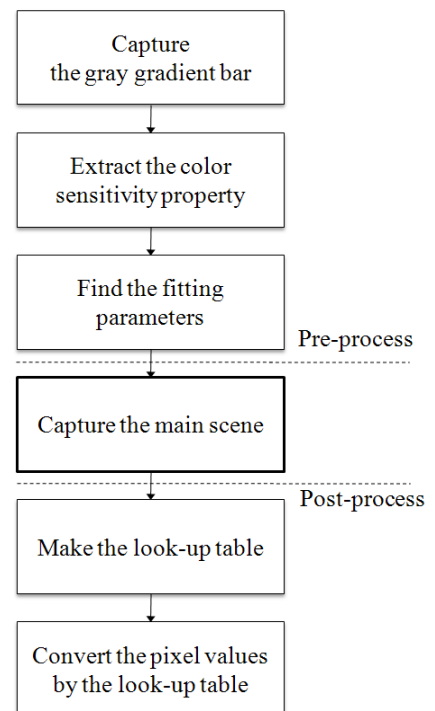 Capture
the gray gradient bar
Extract the color
sensitivity property
Find the fitting
parameters
Pre-process
Capture the main scene
Post-process
Make the look-up table
Convert the pixel values
by the look-up table